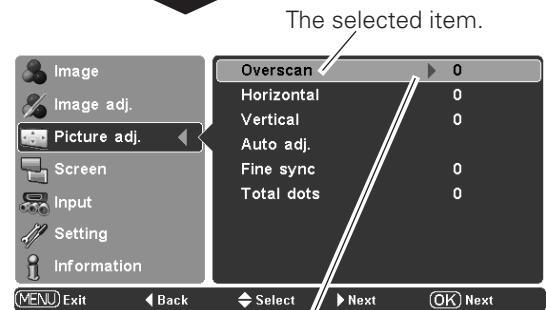 The selected item.
Image
Image adj.
Picture adj.
Screen
Input
Setting
Information
Overscan 0
Horizontal 0
Vertical 0
Auto adj.
Fine sync 0
Total dots 0
MENU Exit Back Select Next OK Next